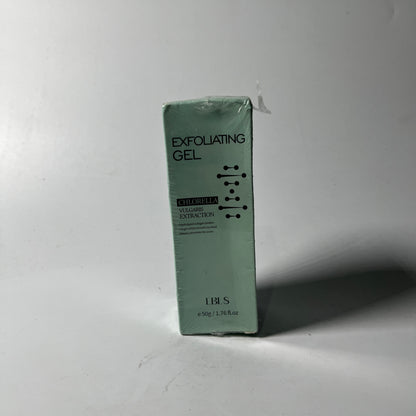 EXFOLIATING
GEL
CHLORELLA
VULGARIS
EXTRACTION
LBLS
e 50g / 1.76 fl.oz